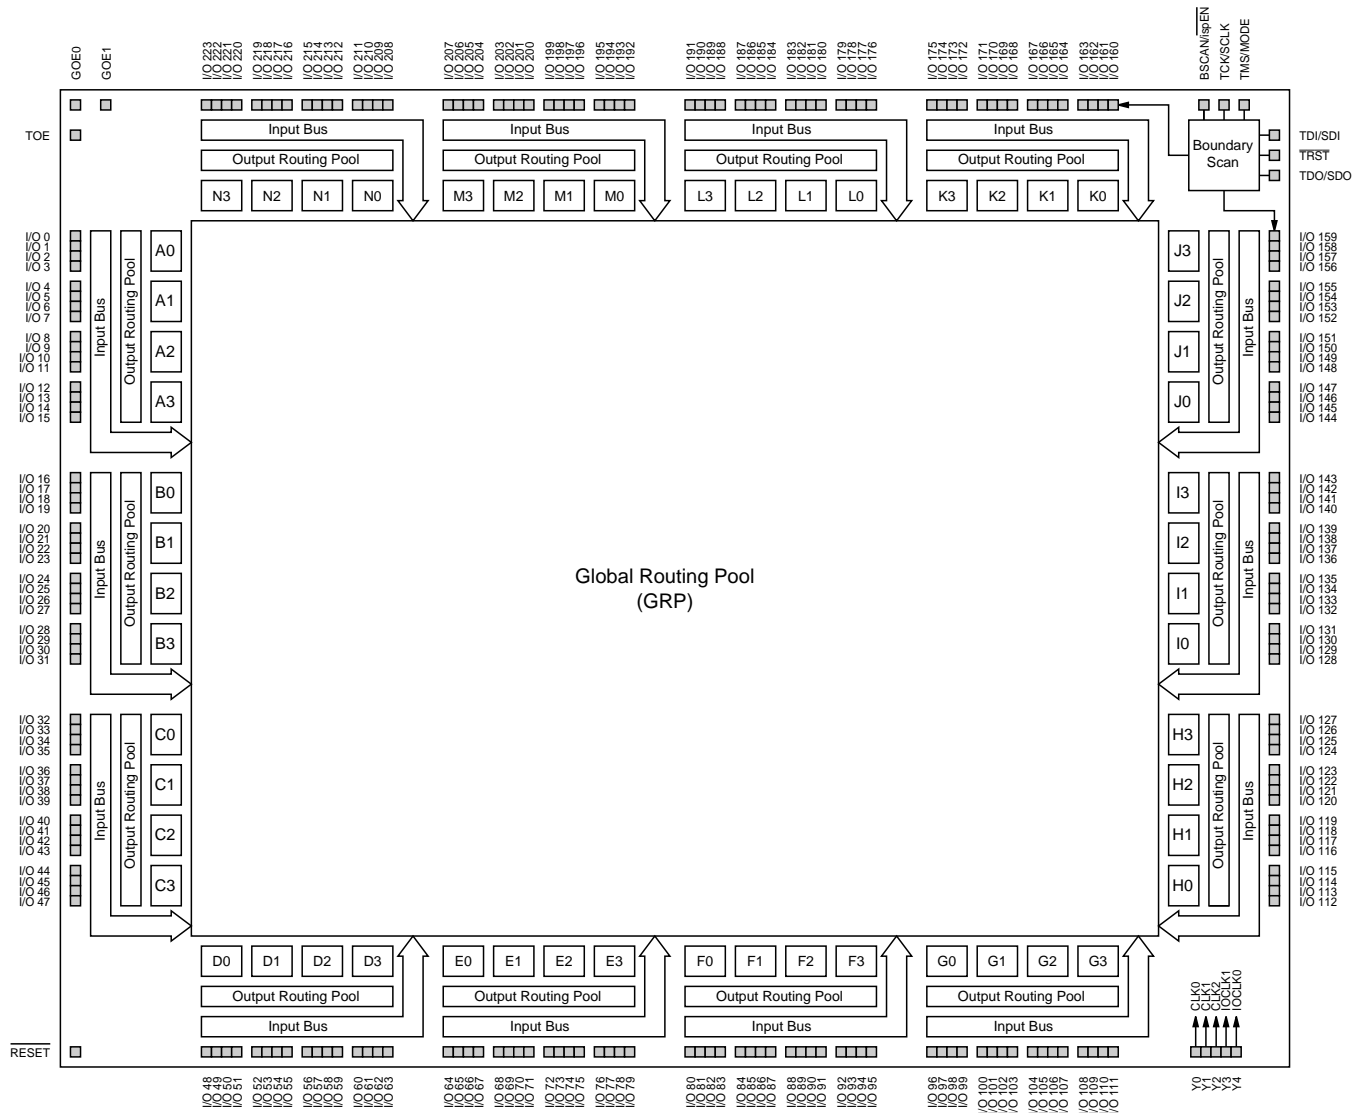 GOE0
GOE1
I/O 223
I/O 222
I/O 221
I/O 220
I/O 219
I/O 218
I/O 217
I/O 216
I/O 215
I/O 214
I/O 213
I/O 212
I/O 211
I/O 210
I/O 209
I/O 208
I/O 207
I/O 206
I/O 205
I/O 204
I/O 203
I/O 202
I/O 201
I/O 200
I/O 199
I/O 198
I/O 197
I/O 196
I/O 195
I/O 194
I/O 193
I/O 192
I/O 191
I/O 190
I/O 189
I/O 188
I/O 187
I/O 186
I/O 185
I/O 184
I/O 183
I/O 182
I/O 181
I/O 180
I/O 179
I/O 178
I/O 177
I/O 176
I/O 175
I/O 174
I/O 173
I/O 172
I/O 171
I/O 170
I/O 169
I/O 168
I/O 167
I/O 166
I/O 165
I/O 164
I/O 163
I/O 162
I/O 161
I/O 160
BSCAN/ispEN
TCK/SCLK
TMS/MODE
TOE
Input Bus
Input Bus
Input Bus
Input Bus
Output Routing Pool
Output Routing Pool
Output Routing Pool
Output Routing Pool
Boundary
Scan
TDI/SDI
TRST
TDO/SDO
N3 N2 N1 N0
M3 M2 M1 M0
L3 L2 L1 L0
K3 K2 K1 K0
I/O 0
I/O 1
I/O 2
I/O 3
I/O 4
I/O 5
I/O 6
I/O 7
I/O 8
I/O 9
I/O 10
I/O 11
I/O 12
I/O 13
I/O 14
I/O 15
Input Bus
Output Routing Pool
A0
A1
A2
A3
J3
J2
J1
J0
Output Routing Pool
Input Bus
I/O 159
I/O 158
I/O 157
I/O 156
I/O 155
I/O 154
I/O 153
I/O 152
I/O 151
I/O 150
I/O 149
I/O 148
I/O 147
I/O 146
I/O 145
I/O 144
I/O 16
I/O 17
I/O 18
I/O 19
I/O 20
I/O 21
I/O 22
I/O 23
I/O 24
I/O 25
I/O 26
I/O 27
I/O 28
I/O 29
I/O 30
I/O 31
Input Bus
Output Routing Pool
B0
B1
B2
B3
Global Routing Pool
(GRP)
I3
I2
I1
I0
Output Routing Pool
Input Bus
I/O 143
I/O 142
I/O 141
I/O 140
I/O 139
I/O 138
I/O 137
I/O 136
I/O 135
I/O 134
I/O 133
I/O 132
I/O 131
I/O 130
I/O 129
I/O 128
I/O 32
I/O 33
I/O 34
I/O 35
I/O 36
I/O 37
I/O 38
I/O 39
I/O 40
I/O 41
I/O 42
I/O 43
I/O 44
I/O 45
I/O 46
I/O 47
Input Bus
Output Routing Pool
C0
C1
C2
C3
H3
H2
H1
H0
Output Routing Pool
Input Bus
I/O 127
I/O 126
I/O 125
I/O 124
I/O 123
I/O 122
I/O 121
I/O 120
I/O 119
I/O 118
I/O 117
I/O 116
I/O 115
I/O 114
I/O 113
I/O 112
D0 D1 D2 D3
E0 E1 E2 E3
F0 F1 F2 F3
G0 G1 G2 G3
Output Routing Pool
Output Routing Pool
Output Routing Pool
Output Routing Pool
Input Bus
Input Bus
Input Bus
Input Bus
CLK0
CLK1
CLK2
IOCLK1
IOCLK0
RESET
I/O 48
I/O 49
I/O 50
I/O 51
I/O 52
I/O 53
I/O 54
I/O 55
I/O 56
I/O 57
I/O 58
I/O 59
I/O 60
I/O 61
I/O 62
I/O 63
I/O 64
I/O 65
I/O 66
I/O 67
I/O 68
I/O 69
I/O 70
I/O 71
I/O 72
I/O 73
I/O 74
I/O 75
I/O 76
I/O 77
I/O 78
I/O 79
I/O 80
I/O 81
I/O 82
I/O 83
I/O 84
I/O 85
I/O 86
I/O 87
I/O 88
I/O 89
I/O 90
I/O 91
I/O 92
I/O 93
I/O 94
I/O 95
I/O 96
I/O 97
I/O 98
I/O 99
I/O 100
I/O 101
I/O 102
I/O 103
I/O 104
I/O 105
I/O 106
I/O 107
I/O 108
I/O 109
I/O 110
I/O 111
Y0
Y1
Y2
Y3
Y4